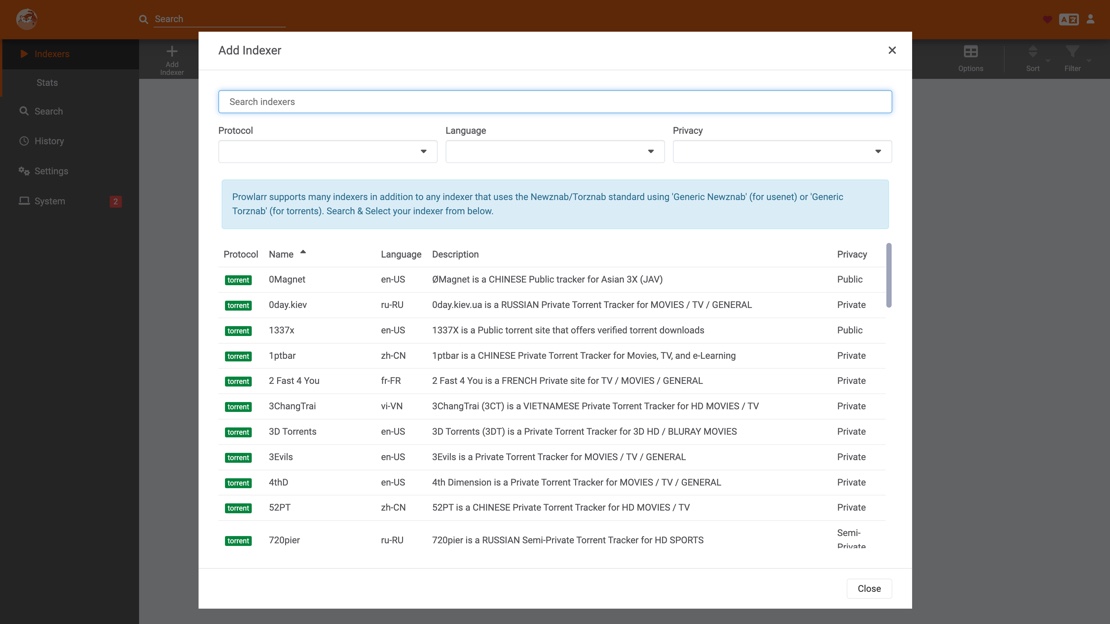 Search
Indexers
Stats
Search
History
Settings
System
2
Add
Indexer
Options
Sort
Filter
Add Indexer
Search indexers
Protocol
Language
Privacy
Prowlarr supports many indexers in addition to any indexer that uses the Newznab/Torznab standard using 'Generic Newznab' (for usenet) or 'Generic
Torznab' (for torrents). Search & Select your indexer from below.
Protocol Name Language Description Privacy
torrent 0Magnet en-US ØMagnet is a CHINESE Public tracker for Asian 3X (JAV) Public
torrent 0day.kiev ru-RU 0day.kiev.ua is a RUSSIAN Private Torrent Tracker for MOVIES / TV / GENERAL Private
torrent 1337x en-US 1337X is a Public torrent site that offers verified torrent downloads Public
torrent 1ptbar zh-CN 1ptbar is a CHINESE Private Torrent Tracker for Movies, TV, and e-Learning Private
torrent 2 Fast 4 You fr-FR 2 Fast 4 You is a FRENCH Private site for TV / MOVIES / GENERAL Private
torrent 3ChangTrai vi-VN 3ChangTrai (3CT) is a VIETNAMESE Private Torrent Tracker for HD MOVIES / TV Private
torrent 3D Torrents en-US 3D Torrents (3DT) is a Private Torrent Tracker for 3D HD / BLURAY MOVIES Private
torrent 3Evils en-US 3Evils is a Private Torrent Tracker for MOVIES / TV / GENERAL Private
torrent 4thD en-US 4th Dimension is a Private Torrent Tracker for MOVIES / TV / GENERAL Private
torrent 52PT zh-CN 52PT is a CHINESE Private Torrent Tracker for HD MOVIES / TV Private
torrent 720pier ru-RU 720pier is a RUSSIAN Semi-Private Torrent Tracker for HD SPORTS Semi-
Private
Close